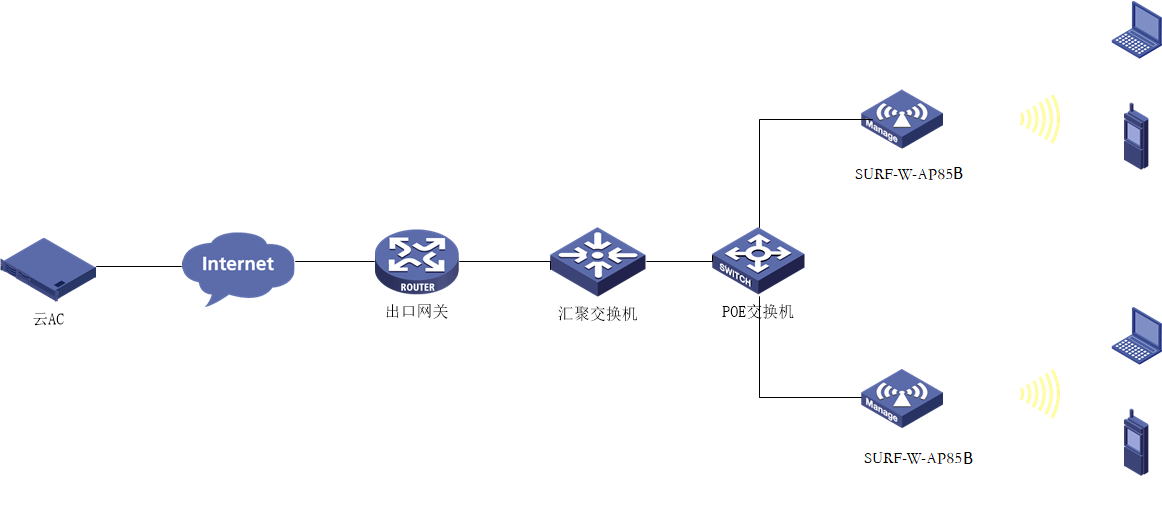 Manage
SURF-W-AP85B
云AC
Internet
ROUTER
出口网关
汇聚交换机
SWITCH
POE交换机
Manage
SURF-W-AP85B